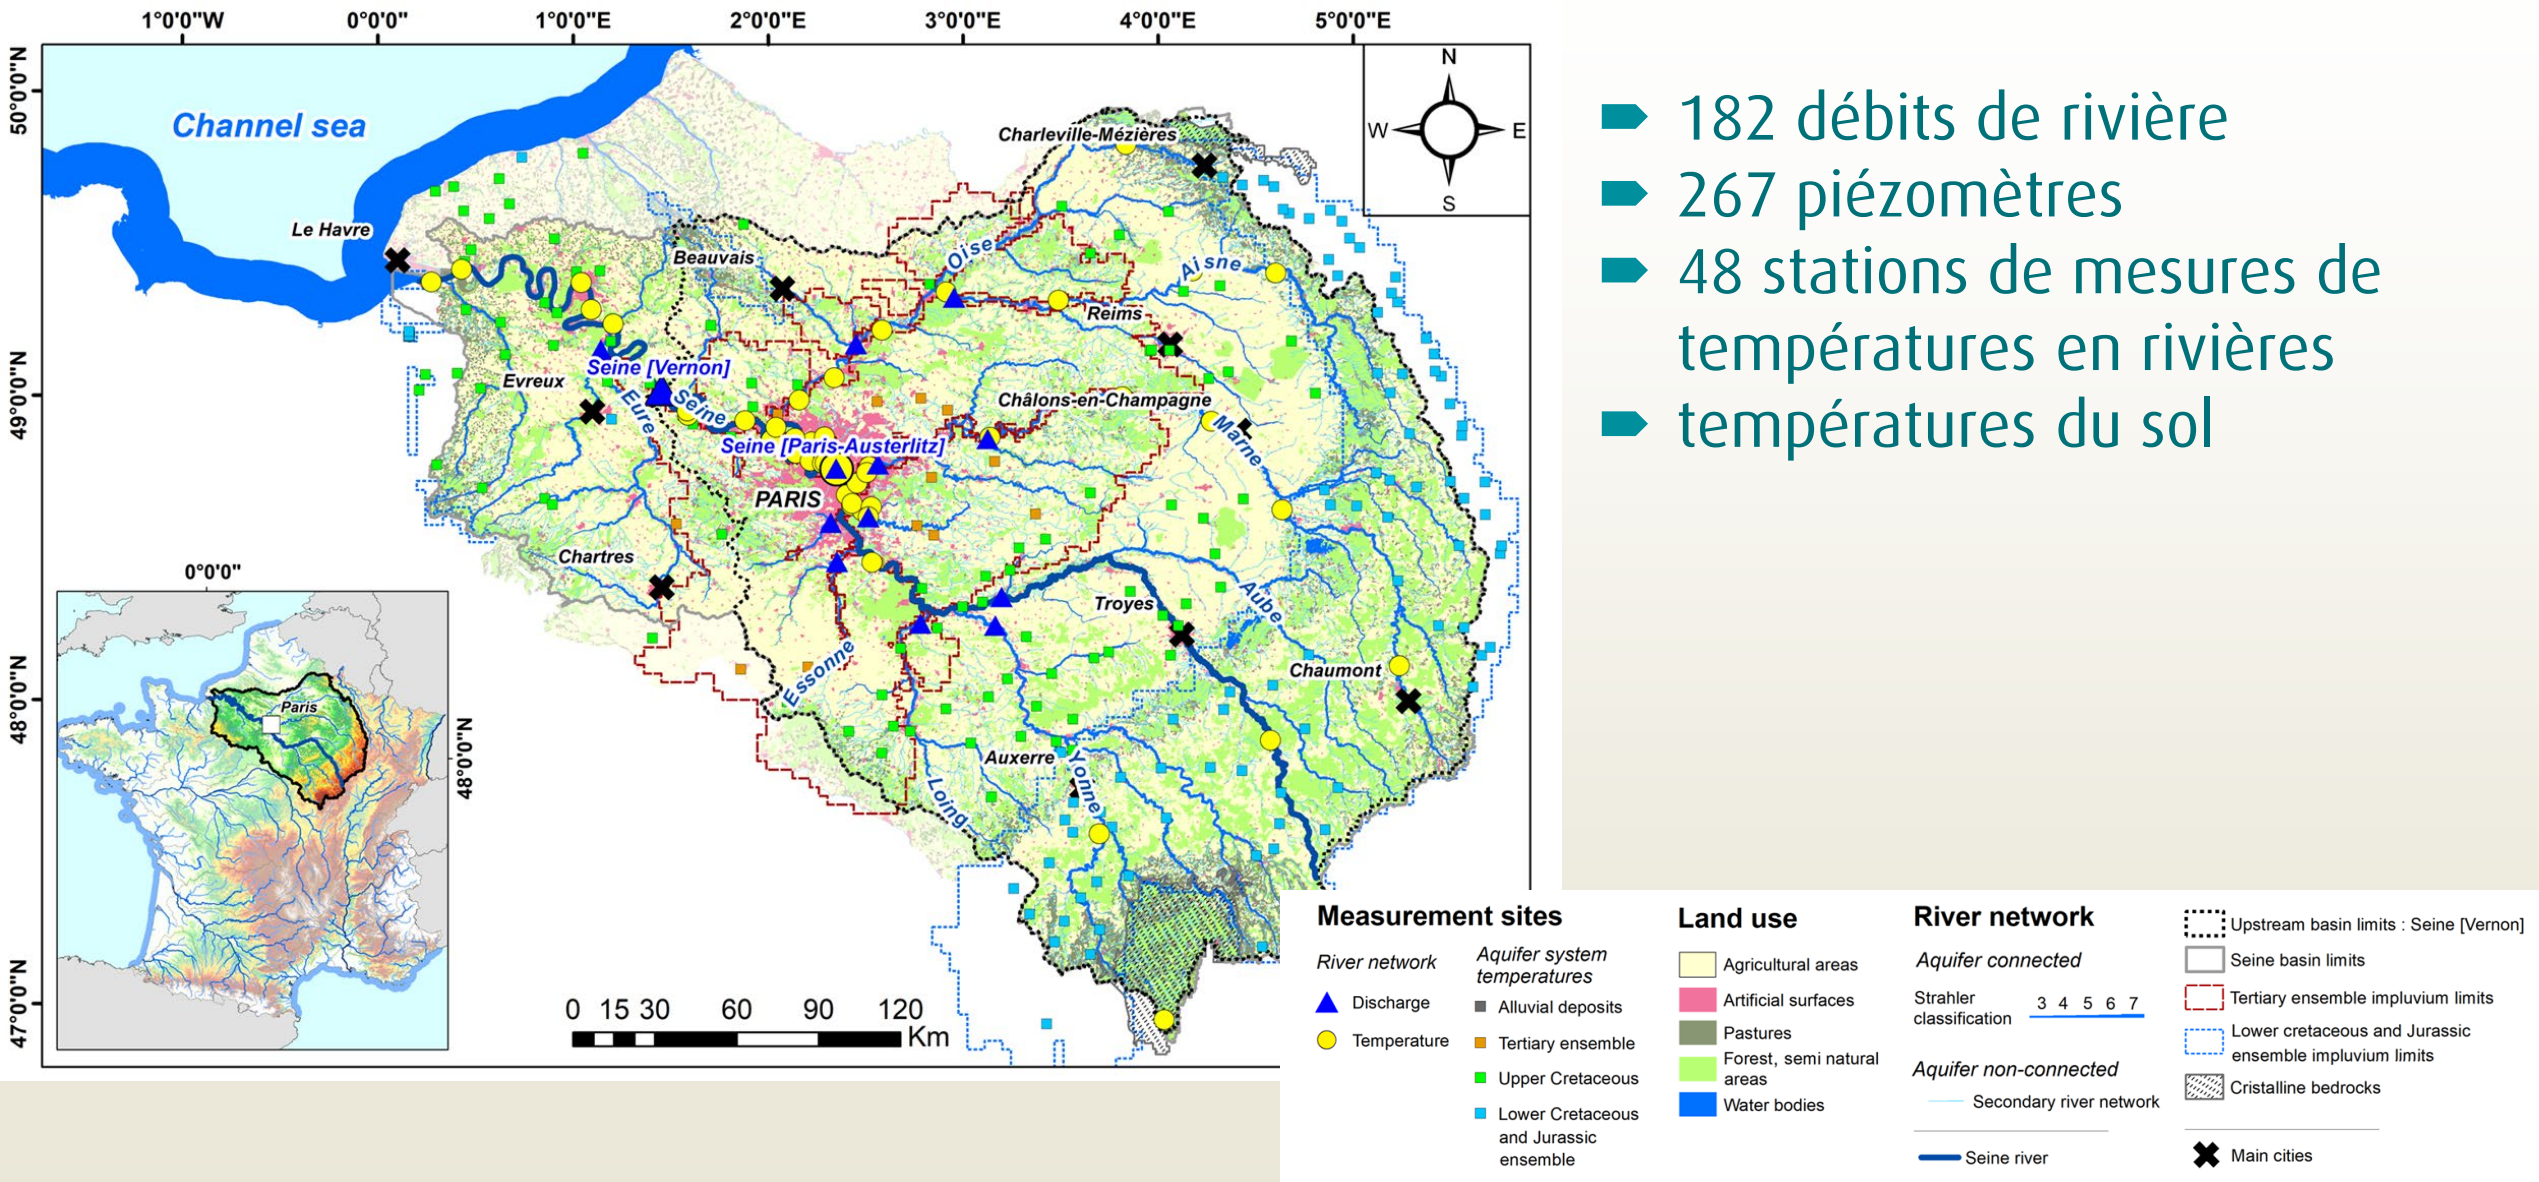 1°0'0"W 0°0'0" 1°0'0"E 2°0'0"E 3°0'0"E 4°0'0"E 5°0'0"E
50°0'0"N
49°0'0"N
48°0'0"N
47°0'0"N
N
W E
S
Channel sea
Charleville-Mézières
Le Havre
Beauvais
Oise
Aisne
Reims
Seine [Vernon]
Evreux
Eure
Seine
Châlons-en-Champagne
Marne
Seine [Paris-Austerlitz]
PARIS
Chartres
Troyes
Aube
Essonne
Chaumont
Auxerre
Yonne
Loing
0°0'0"
Paris
48°0'0"N
0 15 30 60 90 120
Km
182 débits de rivière
267 piézomètres
48 stations de mesures de
températures en rivières
températures du sol
Measurement sites
River network
Discharge
Temperature
Aquifer system
temperatures
Alluvial deposits
Tertiary ensemble
Upper Cretaceous
Lower Cretaceous
and Jurassic
ensemble
Land use
Agricultural areas
Artificial surfaces
Pastures
Forest, semi natural
areas
Water bodies
River network
Aquifer connected
Strahler
classification
3 4 5 6 7
Aquifer non-connected
Secondary river network
Seine river
Upstream basin limits : Seine [Vernon]
Seine basin limits
Tertiary ensemble impluvium limits
Lower cretaceous and Jurassic
ensemble impluvium limits
Cristalline bedrocks
Main cities